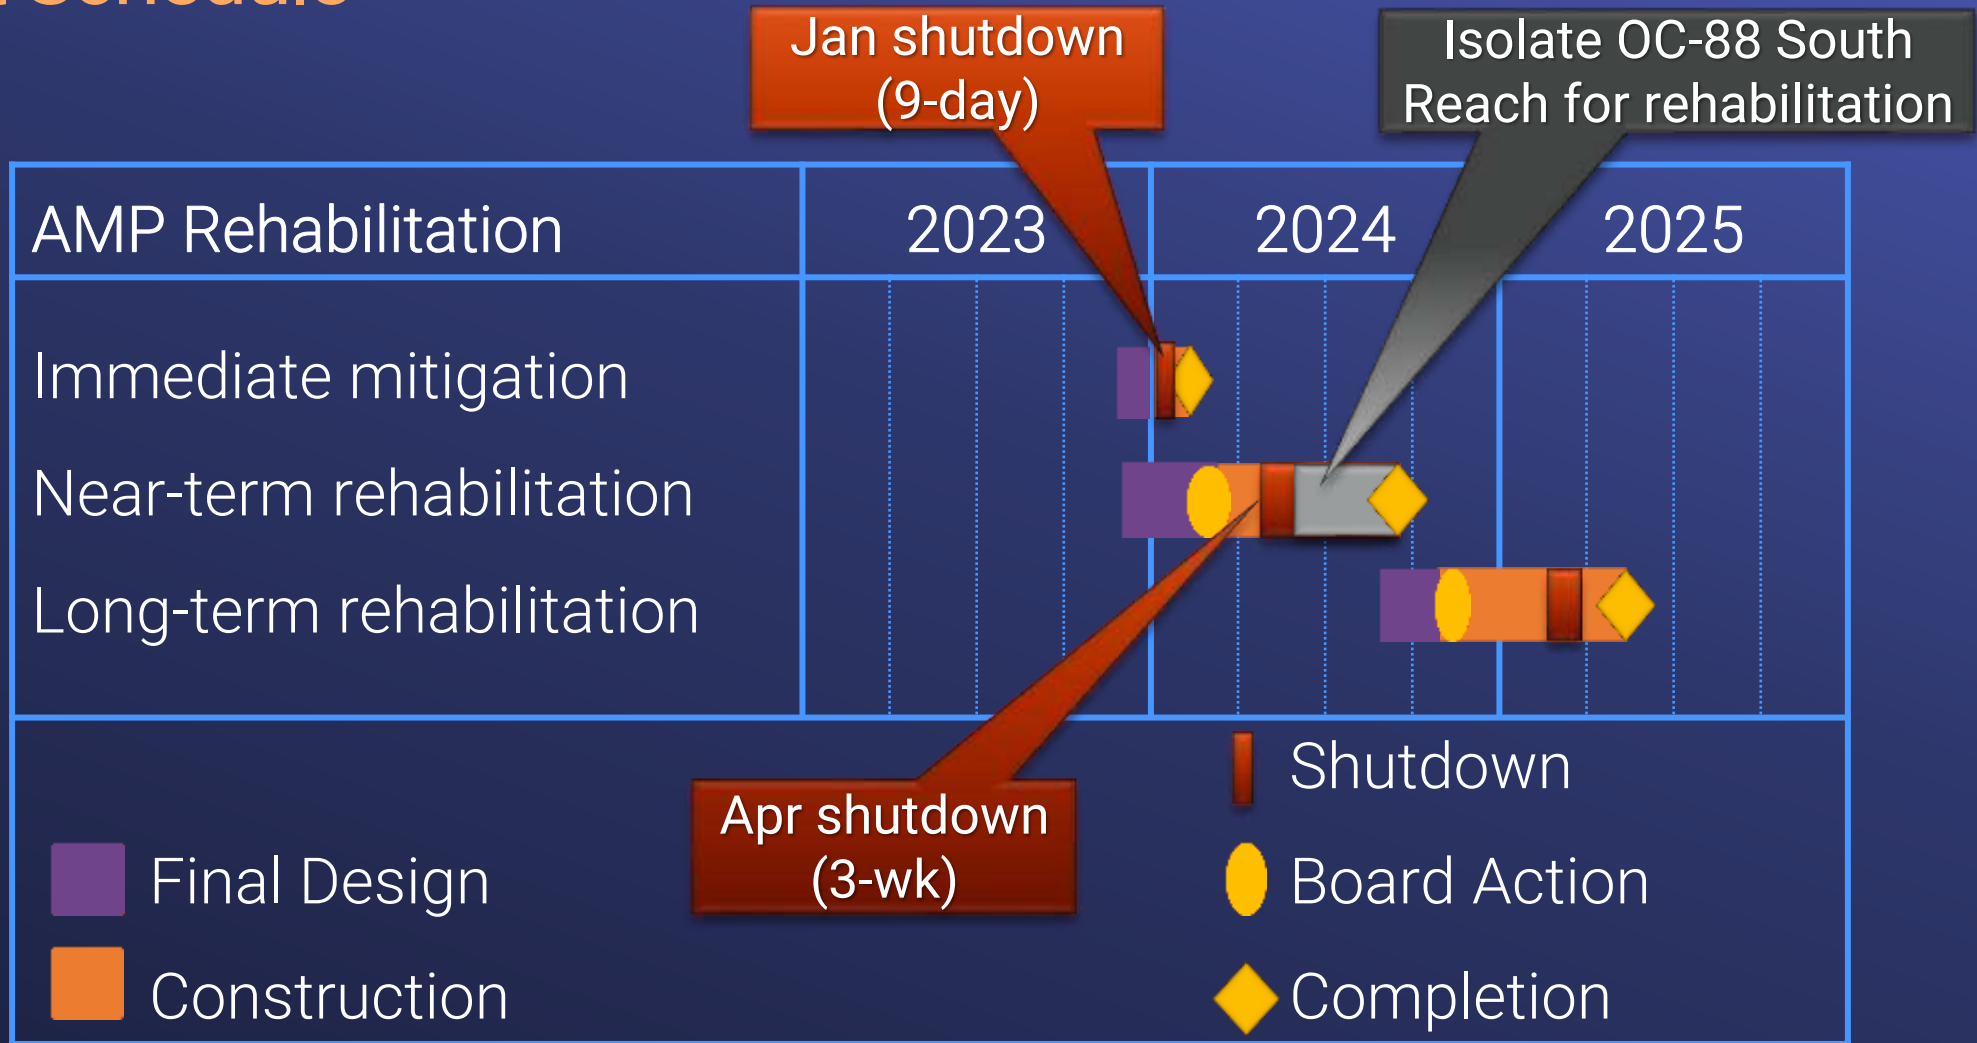 Schedule
Jan shutdown
(9-day)
Isolate OC-88 South
Reach for rehabilitation
AMP Rehabilitation
2023
2024
2025
Immediate mitigation
Near-term rehabilitation
Long-term rehabilitation
Apr shutdown
(3-wk)
Final Design
Construction
Shutdown
Board Action
Completion